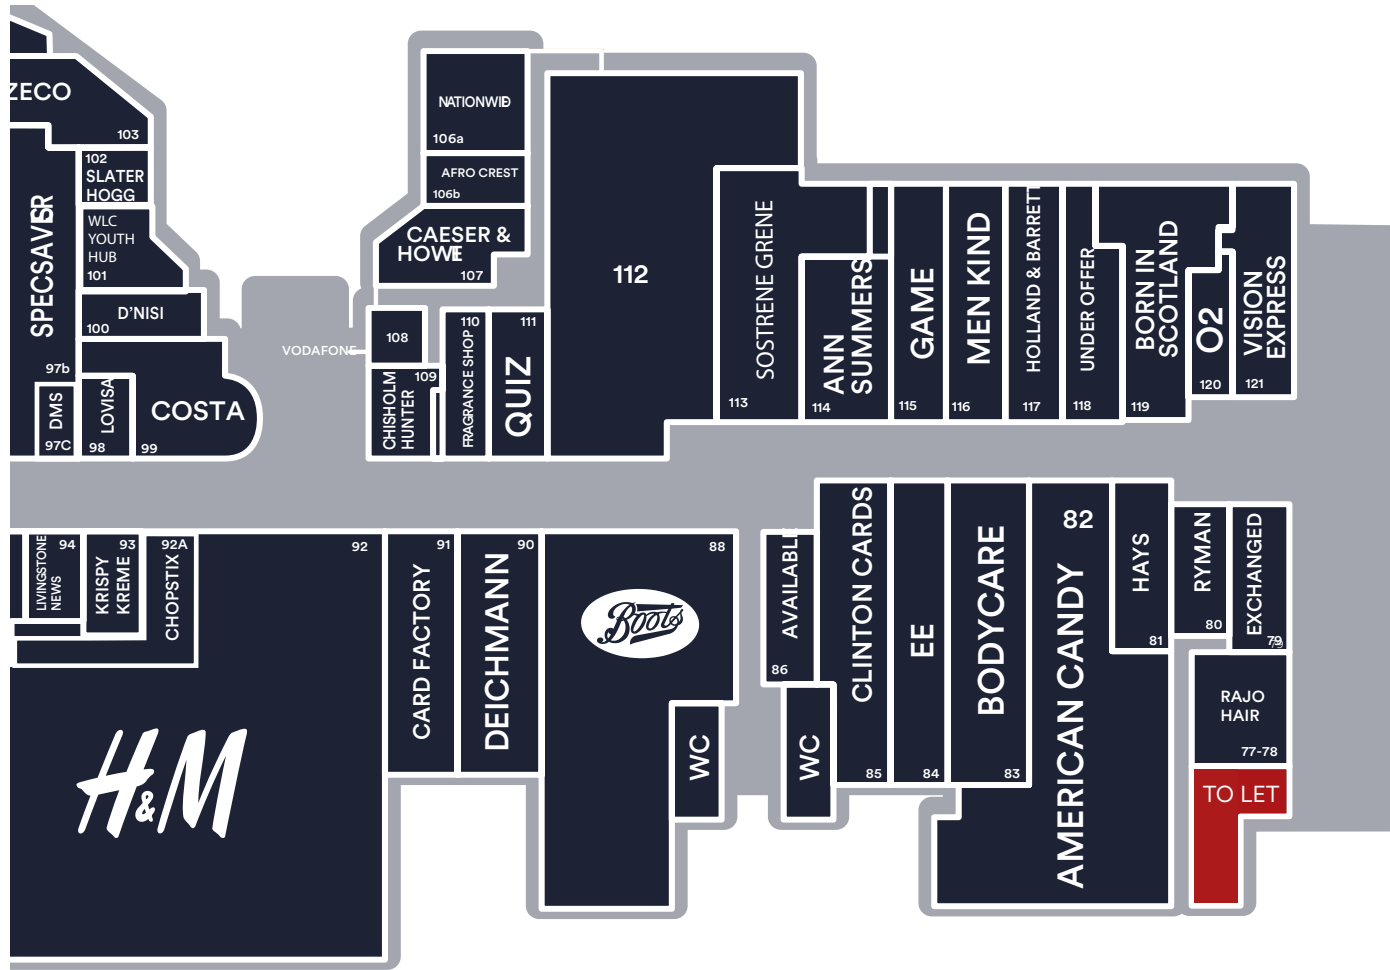 ZECO
103
102
SLATER
HOGG
WLC
YOUTH
HUB
101
D'NISI
100
SPECSAVER
97b
DIMS
97C
LOVISA
98
COSTA
99
NATIONWIDE
106a
AFRO CREST
106b
CAESER &
HOWIE
107
VODAFONE
108
109
CHISHOLM
HUNTER
110
FRAGRANCE SHOP
111
QUIZ
112
SOSTRENE GRENE
113
ANN
SUMMERS
114
GAME
115
MEN KIND
116
HOLLAND & BARRETT
117
UNDER OFFER
118
BORN IN
SCOTLAND
119
O2
120
VISION
EXPRESS
121
LIVINGSTONE
NEWS
94
KRISPY
KREME
93
92A
CHOPSTIX
92
H&M
91
CARD FACTORY
90
DEICHMANN
88
Boots
WC
AVAILABLE
86
WC
CLINTON CARDS
85
EE
84
BODYCARE
83
82
AMERICAN CANDY
HAYS
81
RYMAN
80
EXCHANGED
79
RAJO
HAIR
77-78
TO LET